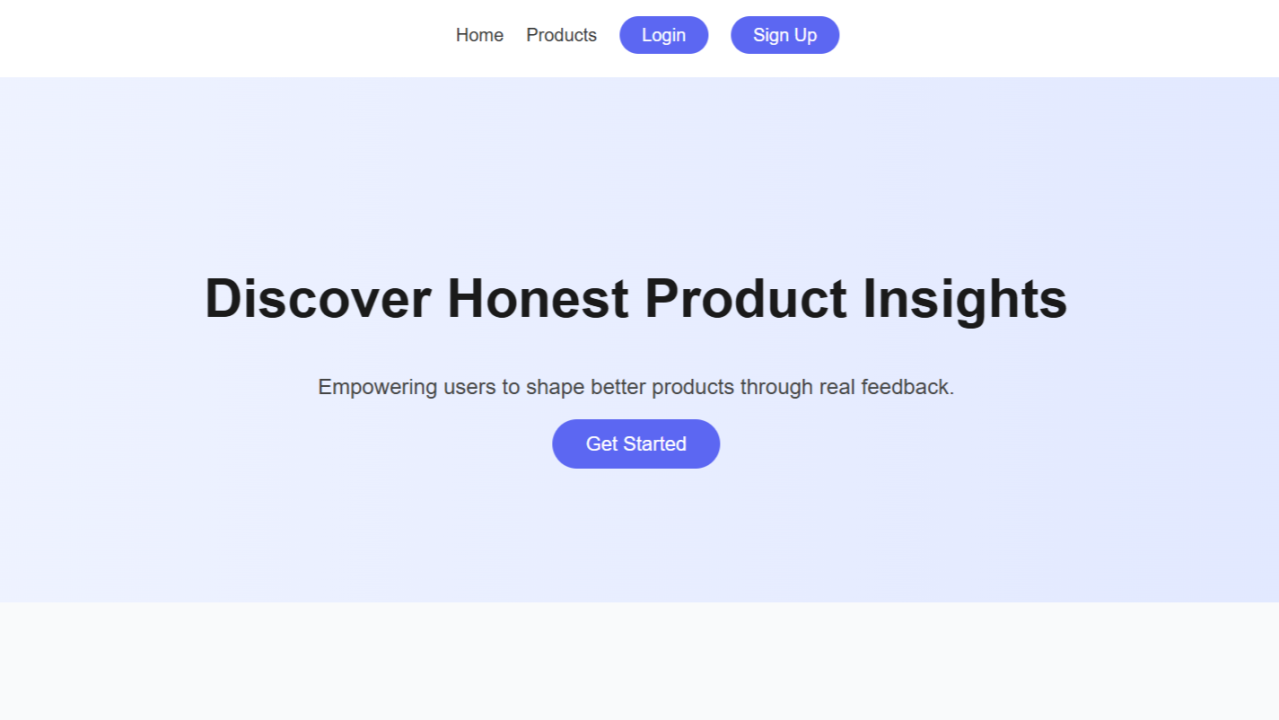 Home Products Login Sign Up
Discover Honest Product Insights
Empowering users to shape better products through real feedback.
Get Started